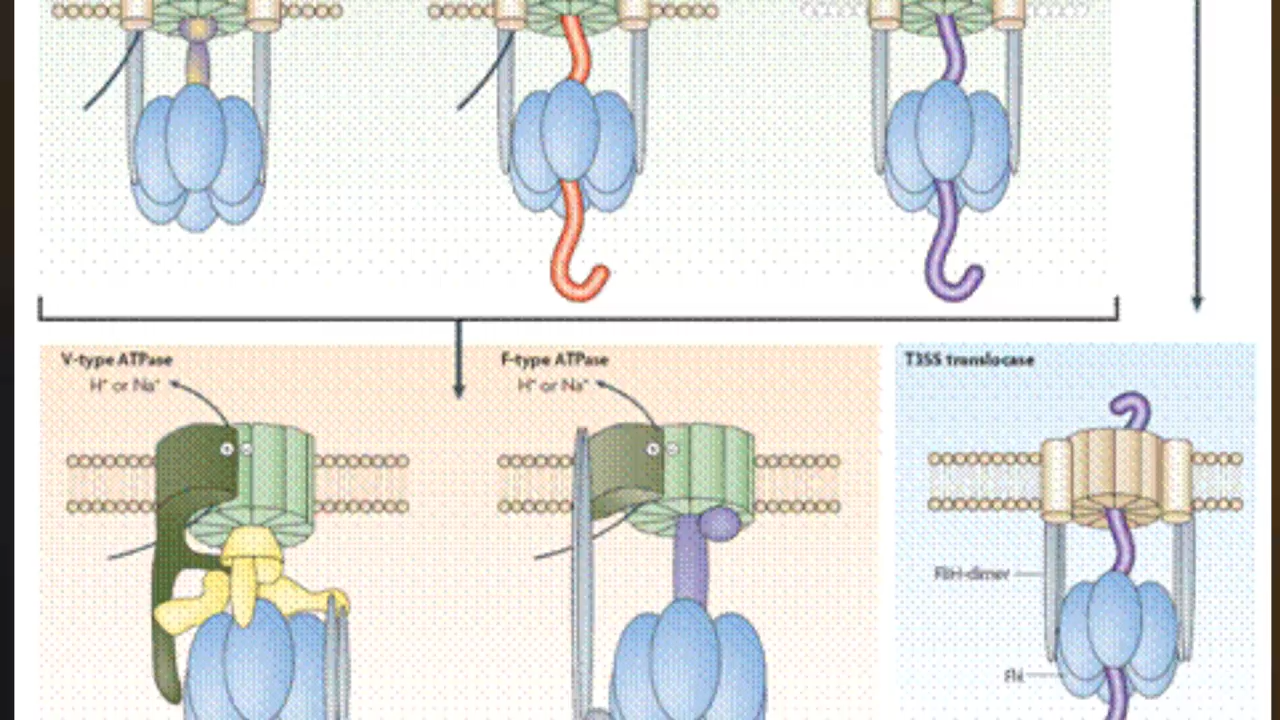 V-type ATPase
H⁺ or Na⁺
F-type ATPase
H⁺ or Na⁺
T3SS translocase
FliH-dimer
FliI